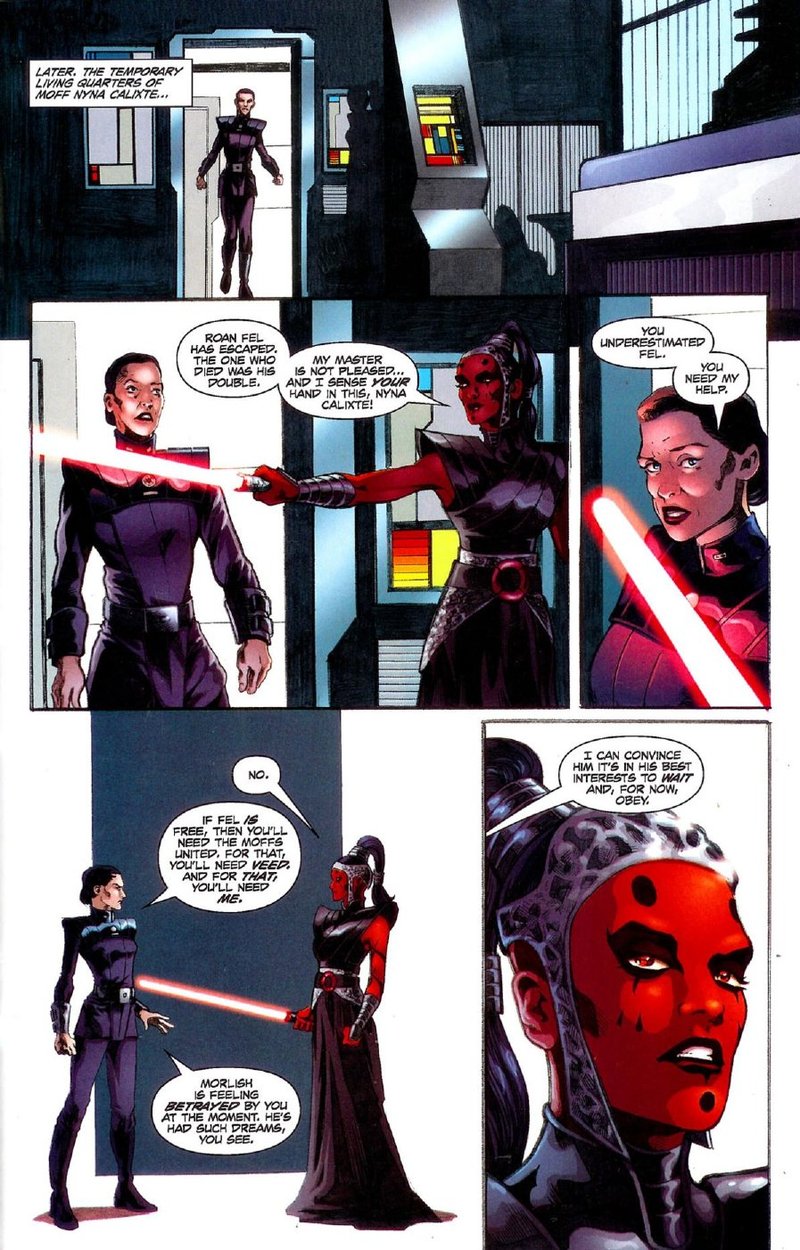 LATER. THE TEMPORARY
LIVING QUARTERS OF
MOFF NYNA CALIXTE...
ROAN FEL
HAS ESCAPED.
THE ONE WHO
DIED WAS HIS
DOUBLE.
MY MASTER
IS NOT PLEASED...
AND I SENSE YOUR
HAND IN THIS, NYNA
CALIXTE!
YOU
UNDERESTIMATED
FEL.
YOU
NEED MY
HELP.
NO.
IF FEL IS
FREE, THEN YOU'LL
NEED THE MOFFS
UNITED. FOR THAT,
YOU'LL NEED VEED.
AND FOR THAT,
YOU'LL NEED
ME.
MORLISH
IS FEELING
BETRAYED BY YOU
AT THE MOMENT. HE'S
HAD SUCH DREAMS,
YOU SEE.
I CAN CONVINCE
HIM IT'S IN HIS BEST
INTERESTS TO WAIT
AND, FOR NOW,
OBEY.